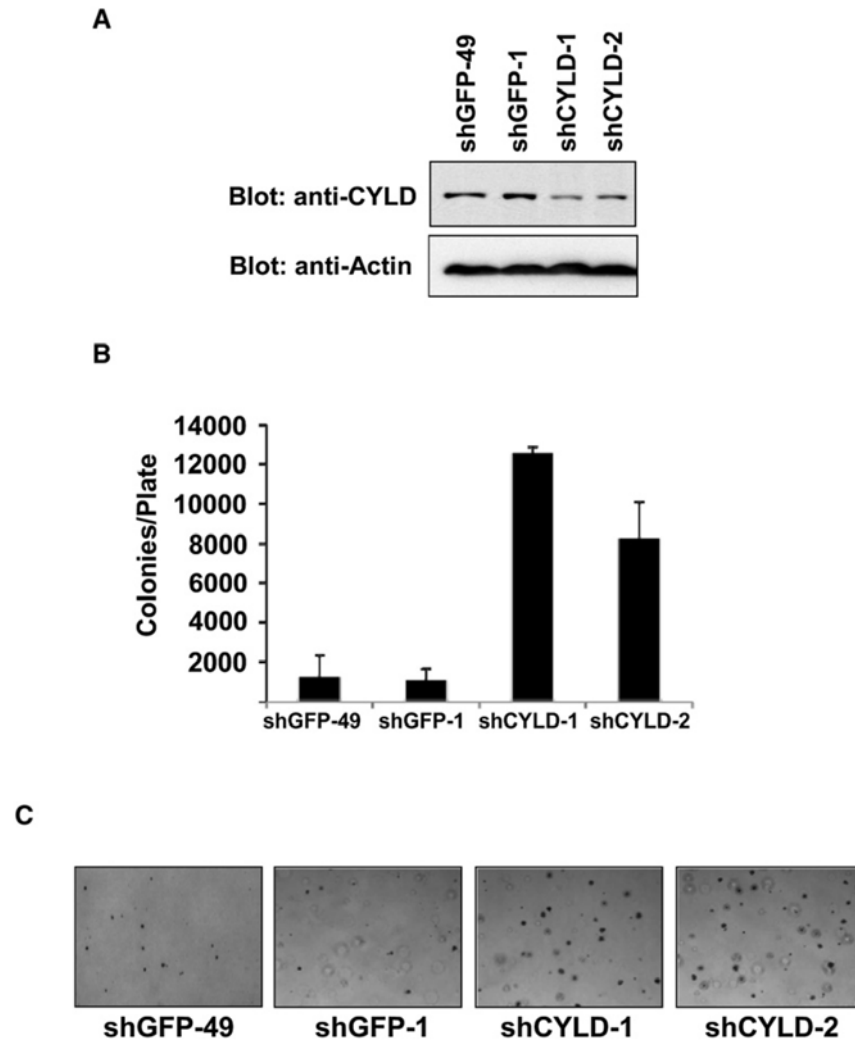 A
shGFP-49
shGFP-1
shCYLD-1
shCYLD-2
Blot: anti-CYLD
Blot: anti-Actin
B
Colonies/Plate
14000
12000
10000
8000
6000
4000
2000
shGFP-49 shGFP-1 shCYLD-1 shCYLD-2
C
shGFP-49 shGFP-1 shCYLD-1 shCYLD-2